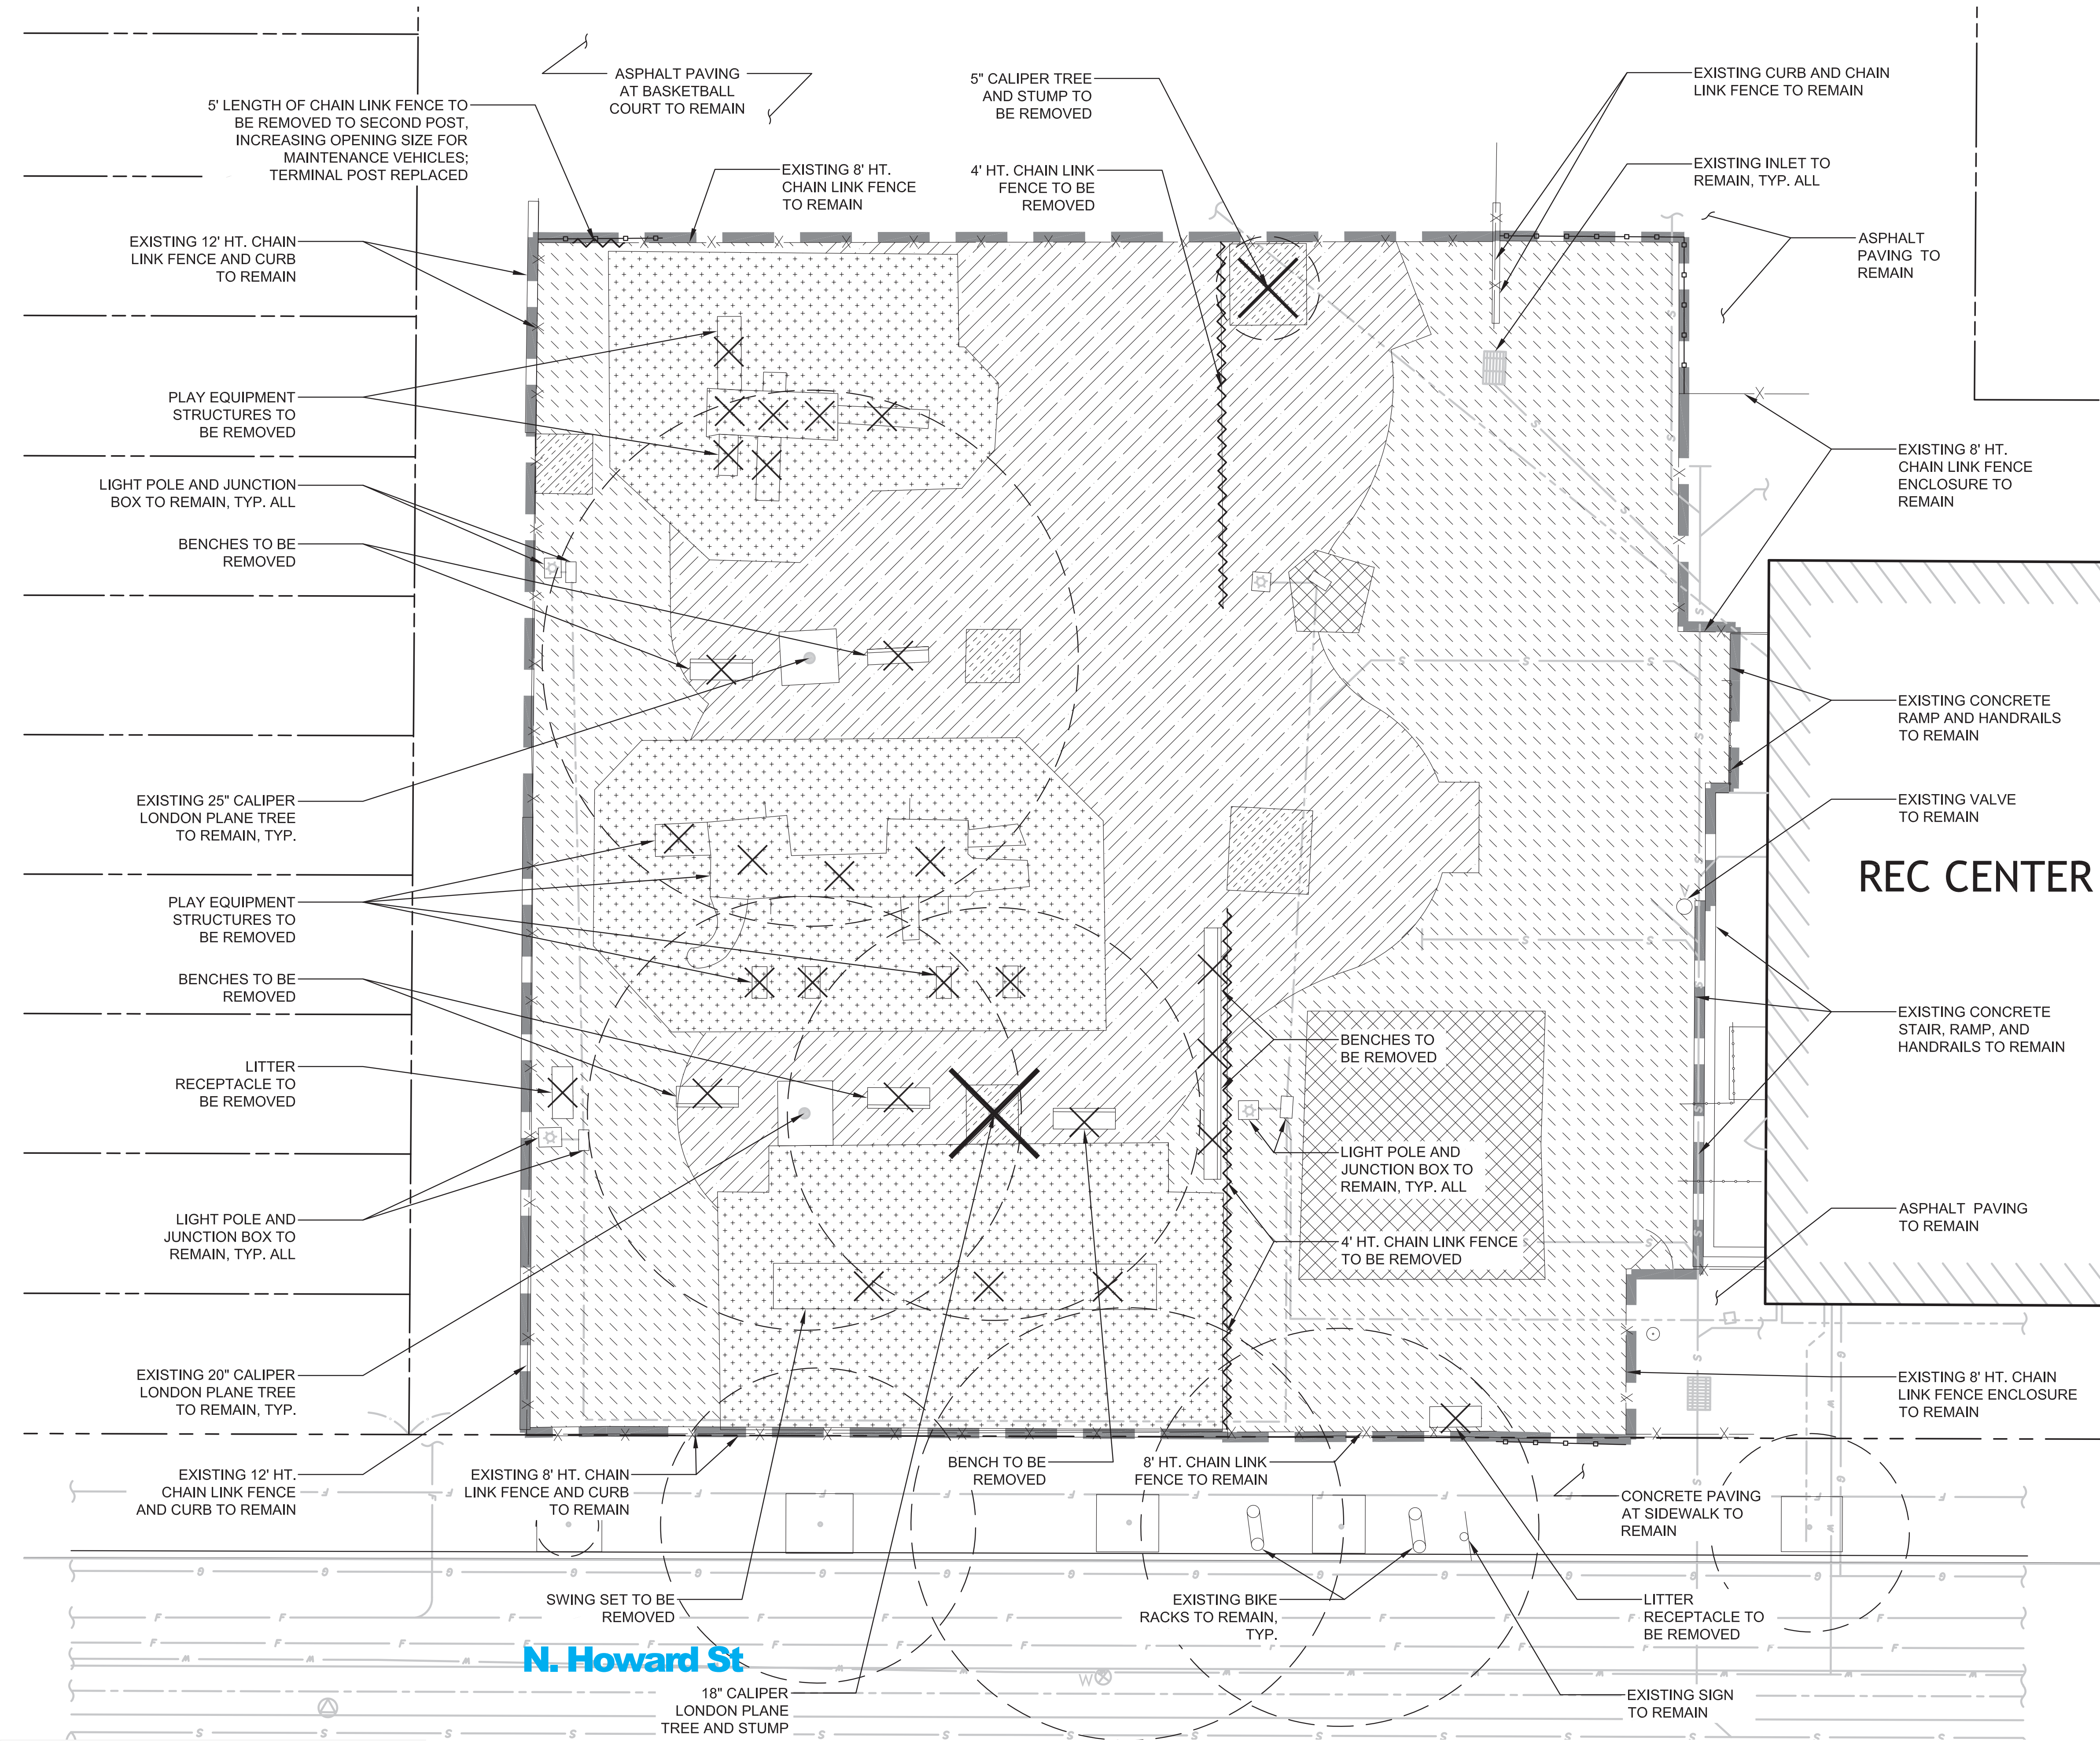 ASPHALT PAVING
AT BASKETBALL
COURT TO REMAIN
5" CALIPER TREE
AND STUMP TO
BE REMOVED
EXISTING CURB AND CHAIN
LINK FENCE TO REMAIN
5' LENGTH OF CHAIN LINK FENCE TO
BE REMOVED TO SECOND POST,
INCREASING OPENING SIZE FOR
MAINTENANCE VEHICLES;
TERMINAL POST REPLACED
EXISTING 8' HT.
CHAIN LINK FENCE
TO REMAIN
4' HT. CHAIN LINK
FENCE TO BE
REMOVED
EXISTING INLET TO
REMAIN, TYP. ALL
EXISTING 12' HT. CHAIN
LINK FENCE AND CURB
TO REMAIN
ASPHALT
PAVING TO
REMAIN
PLAY EQUIPMENT
STRUCTURES TO
BE REMOVED
EXISTING 8' HT.
CHAIN LINK FENCE
ENCLOSURE TO
REMAIN
LIGHT POLE AND JUNCTION
BOX TO REMAIN, TYP. ALL
BENCHES TO BE
REMOVED
EXISTING CONCRETE
RAMP AND HANDRAILS
TO REMAIN
EXISTING 25" CALIPER
LONDON PLANE TREE
TO REMAIN, TYP.
EXISTING VALVE
TO REMAIN
REC CENTER
PLAY EQUIPMENT
STRUCTURES TO
BE REMOVED
BENCHES TO BE
REMOVED
EXISTING CONCRETE
STAIR, RAMP, AND
HANDRAILS TO REMAIN
BENCHES TO
BE REMOVED
LITTER
RECEPTACLE TO
BE REMOVED
LIGHT POLE AND
JUNCTION BOX TO
REMAIN, TYP. ALL
LIGHT POLE AND
JUNCTION BOX TO
REMAIN, TYP. ALL
ASPHALT PAVING
TO REMAIN
4' HT. CHAIN LINK FENCE
TO BE REMOVED
EXISTING 20" CALIPER
LONDON PLANE TREE
TO REMAIN, TYP.
EXISTING 8' HT. CHAIN
LINK FENCE ENCLOSURE
TO REMAIN
EXISTING 12' HT.
CHAIN LINK FENCE
AND CURB TO REMAIN
EXISTING 8' HT. CHAIN
LINK FENCE AND CURB
TO REMAIN
BENCH TO BE
REMOVED
8' HT. CHAIN LINK
FENCE TO REMAIN
CONCRETE PAVING
AT SIDEWALK TO
REMAIN
SWING SET TO BE
REMOVED
EXISTING BIKE
RACKS TO REMAIN,
TYP.
LITTER
RECEPTACLE TO
BE REMOVED
N. Howard St
18" CALIPER
LONDON PLANE
TREE AND STUMP
EXISTING SIGN
TO REMAIN